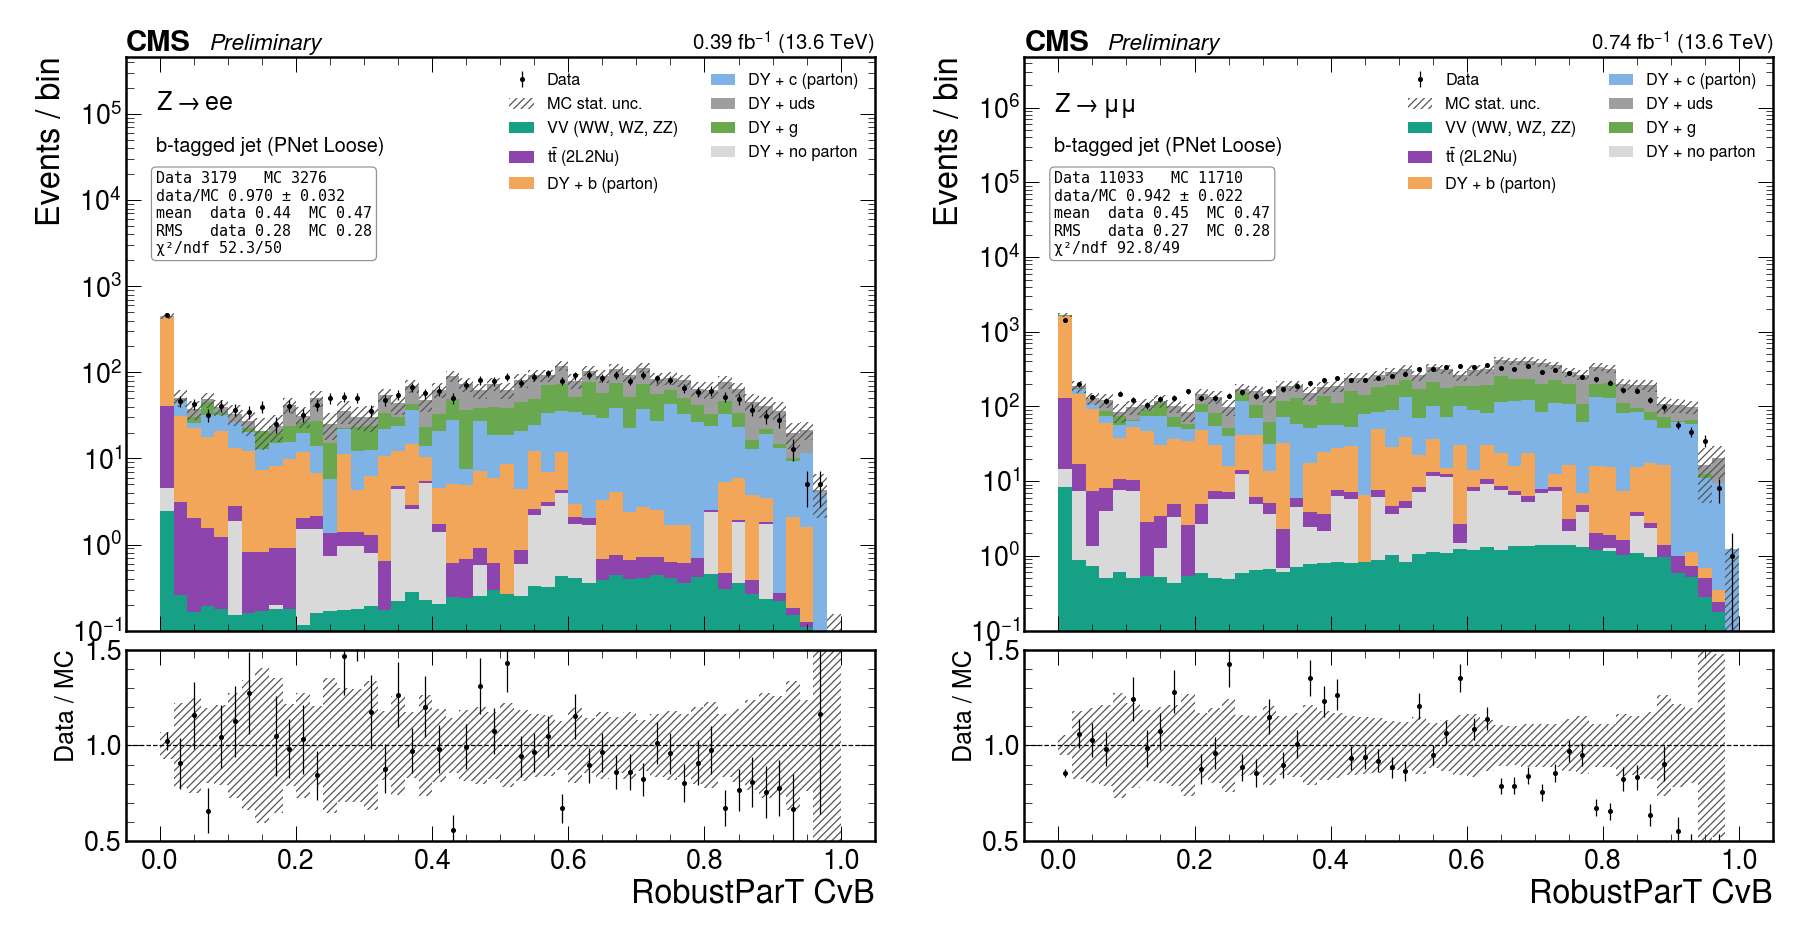 CMS Preliminary 0.39 fb⁻¹ (13.6 TeV)
Events / bin
Z → ee
b-tagged jet (PNet Loose)
Data 3179 MC 3276
data/MC 0.970 ± 0.032
mean data 0.44 MC 0.47
RMS data 0.28 MC 0.28
χ²/ndf 52.3/50
Data
MC stat. unc.
VV (WW, WZ, ZZ)
tt̄ (2L2Nu)
DY + b (parton)
DY + c (parton)
DY + uds
DY + g
DY + no parton
10⁵
10⁴
10³
10²
10¹
10⁰
10⁻¹
Data / MC
1.5
1.0
0.5
0.0 0.2 0.4 0.6 0.8 1.0
RobustParT CvB
CMS Preliminary 0.74 fb⁻¹ (13.6 TeV)
Events / bin
Z → μμ
b-tagged jet (PNet Loose)
Data 11033 MC 11710
data/MC 0.942 ± 0.022
mean data 0.45 MC 0.47
RMS data 0.27 MC 0.28
χ²/ndf 92.8/49
Data
MC stat. unc.
VV (WW, WZ, ZZ)
tt̄ (2L2Nu)
DY + b (parton)
DY + c (parton)
DY + uds
DY + g
DY + no parton
10⁶
10⁵
10⁴
10³
10²
10¹
10⁰
10⁻¹
Data / MC
1.5
1.0
0.5
0.0 0.2 0.4 0.6 0.8 1.0
RobustParT CvB